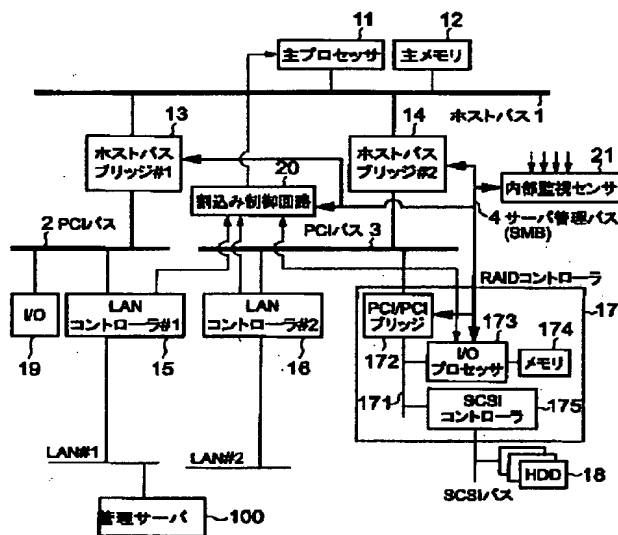 11
12
主プロセッサ
主メモリ
ホストバス 1
13
14
20
21
ホストバス
ブリッジ#1
ホストバス
ブリッジ#2
内部監視センサ
割込み制御回路
4 サーバ管理バス
(SMB)
2 PCIバス
PCIバス 3
RAIDコントローラ
17
I/O
LAN
コントローラ#1
LAN
コントローラ#2
PCI/PCI
ブリッジ
173
174
I/O
プロセッサ
メモリ
19
15
16
172
171
SCSI
コントローラ
175
LAN#1
LAN#2
HDD
18
SCSIバス
管理サーバ
100